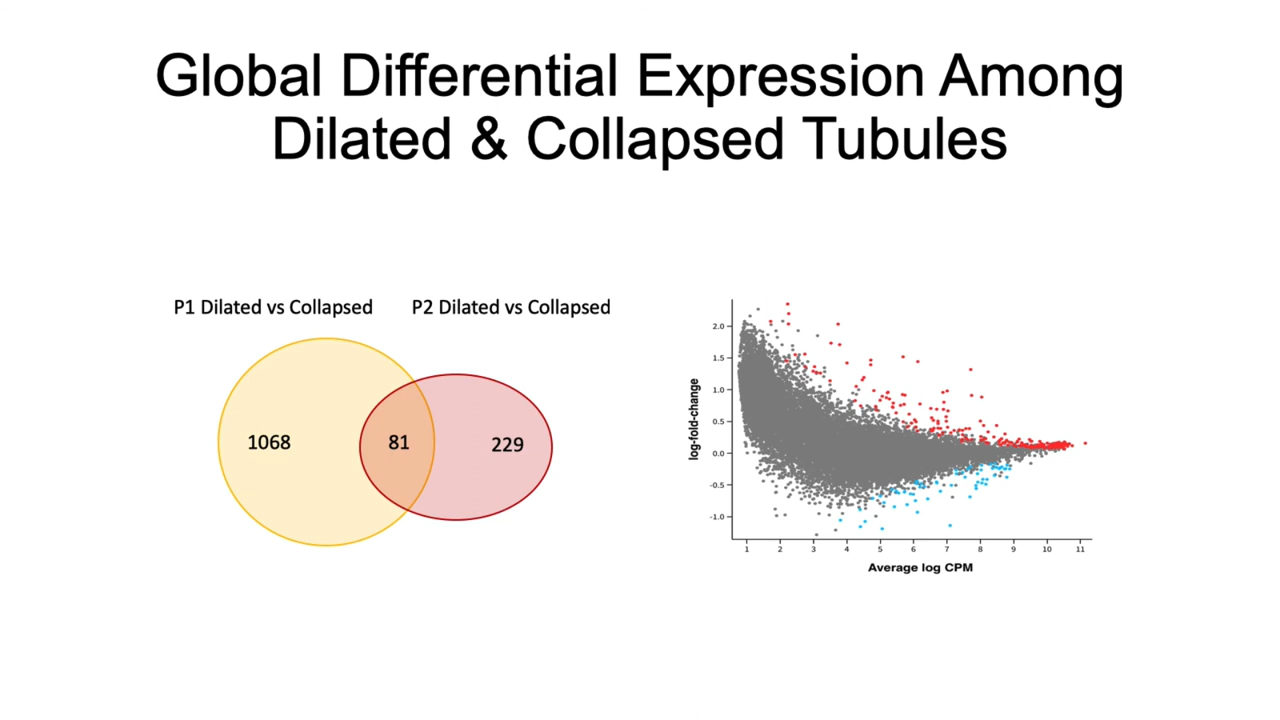 Global Differential Expression Among
Dilated & Collapsed Tubules
P1 Dilated vs Collapsed
P2 Dilated vs Collapsed
1068
81
229
log-fold-change
2.0
1.5
1.0
0.5
0.0
-0.5
-1.0
1 2 3 4 5 6 7 8 9 10 11
Average log CPM